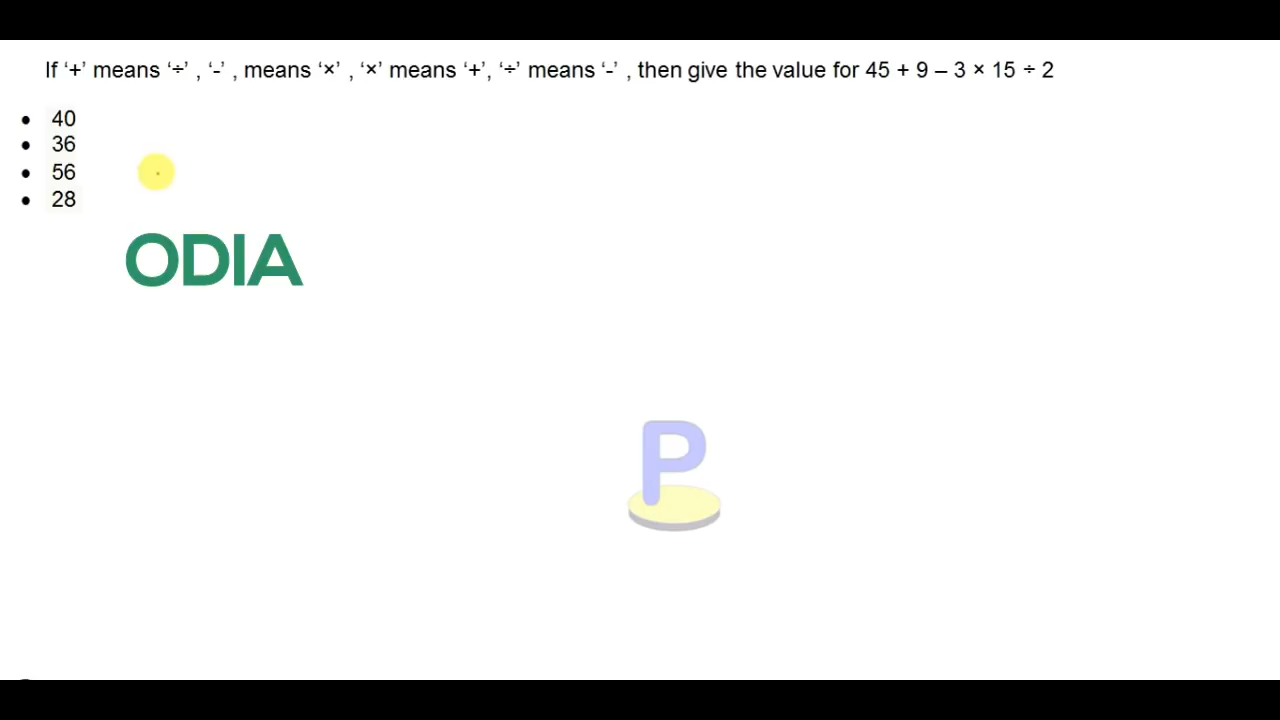 If ‘+’ means ‘÷’ , ‘-’ , means ‘×’ , ‘×’ means ‘+’, ‘÷’ means ‘-’ , then give the value for 45 + 9 – 3 × 15 ÷ 2
• 40
• 36
• 56
• 28
ODIA
P